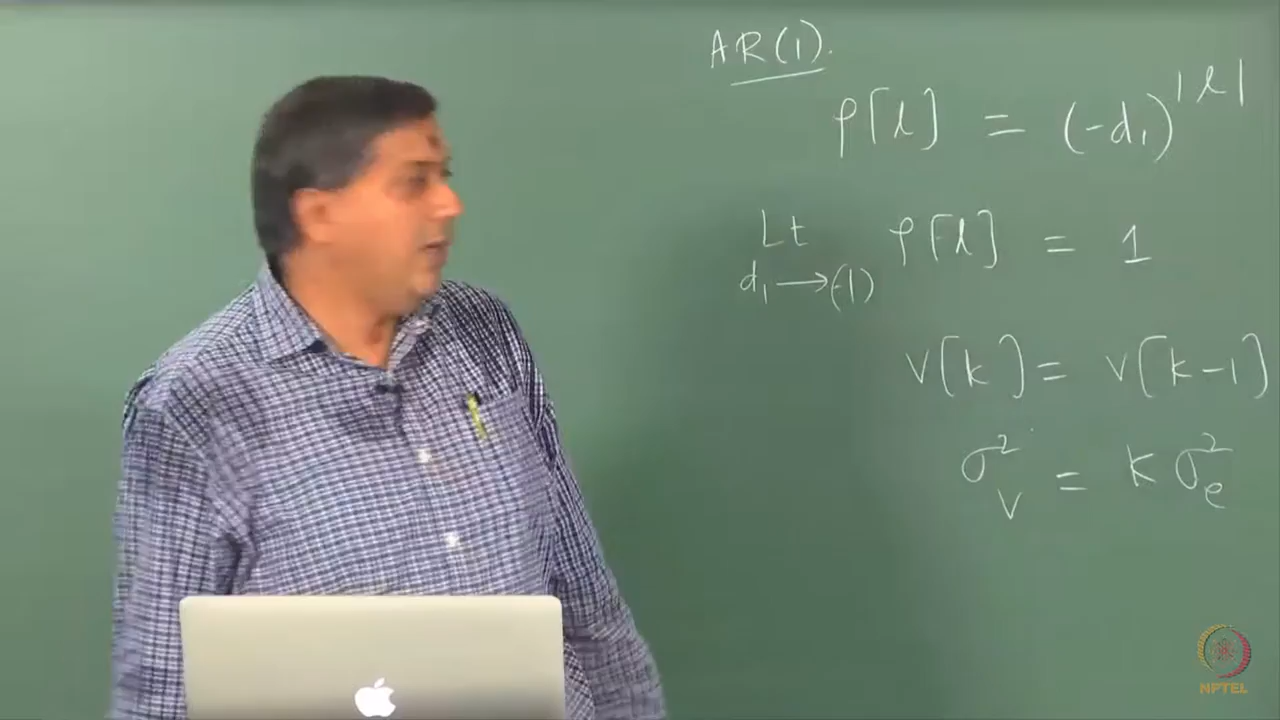 AR(1).
ρ[l] = (-d₁)^|l|
Lt ρ[l] = 1
d₁→(-1)
v[k] = v[k-1]
σ²_v = k σ²_e
NPTEL